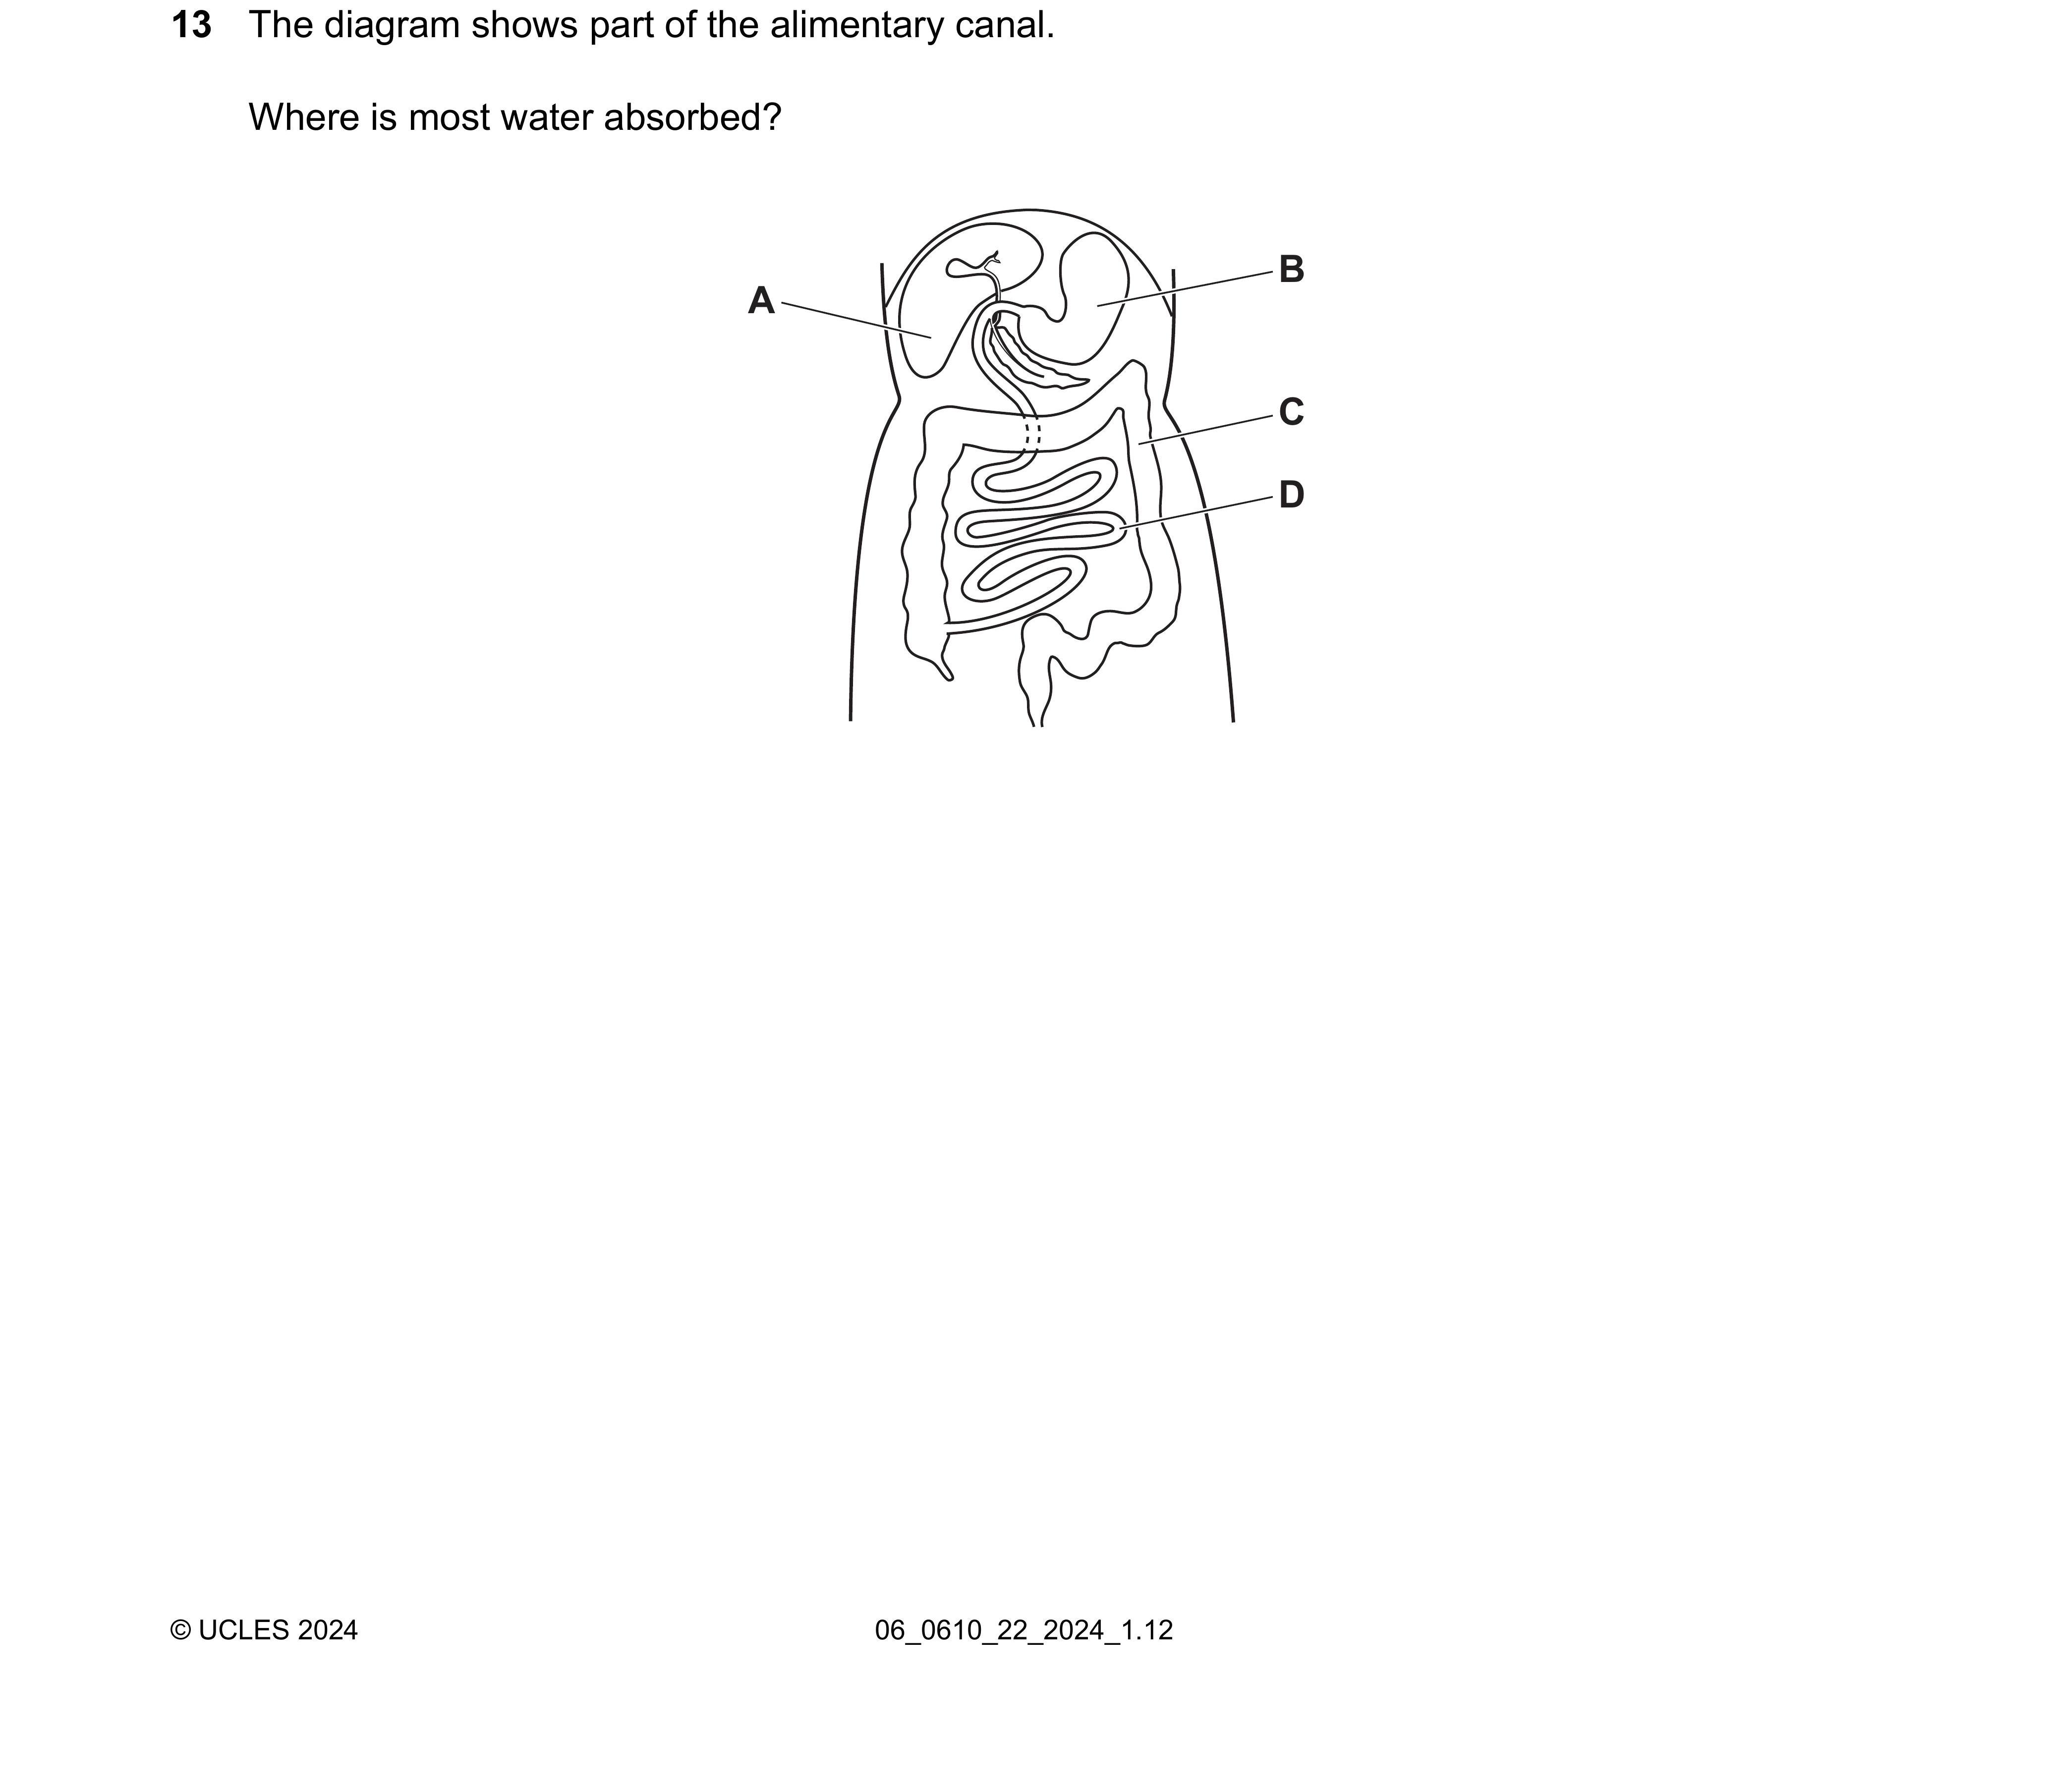 13 The diagram shows part of the alimentary canal.
Where is most water absorbed?
A
B
C
D
© UCLES 2024
06_0610_22_2024_1.12